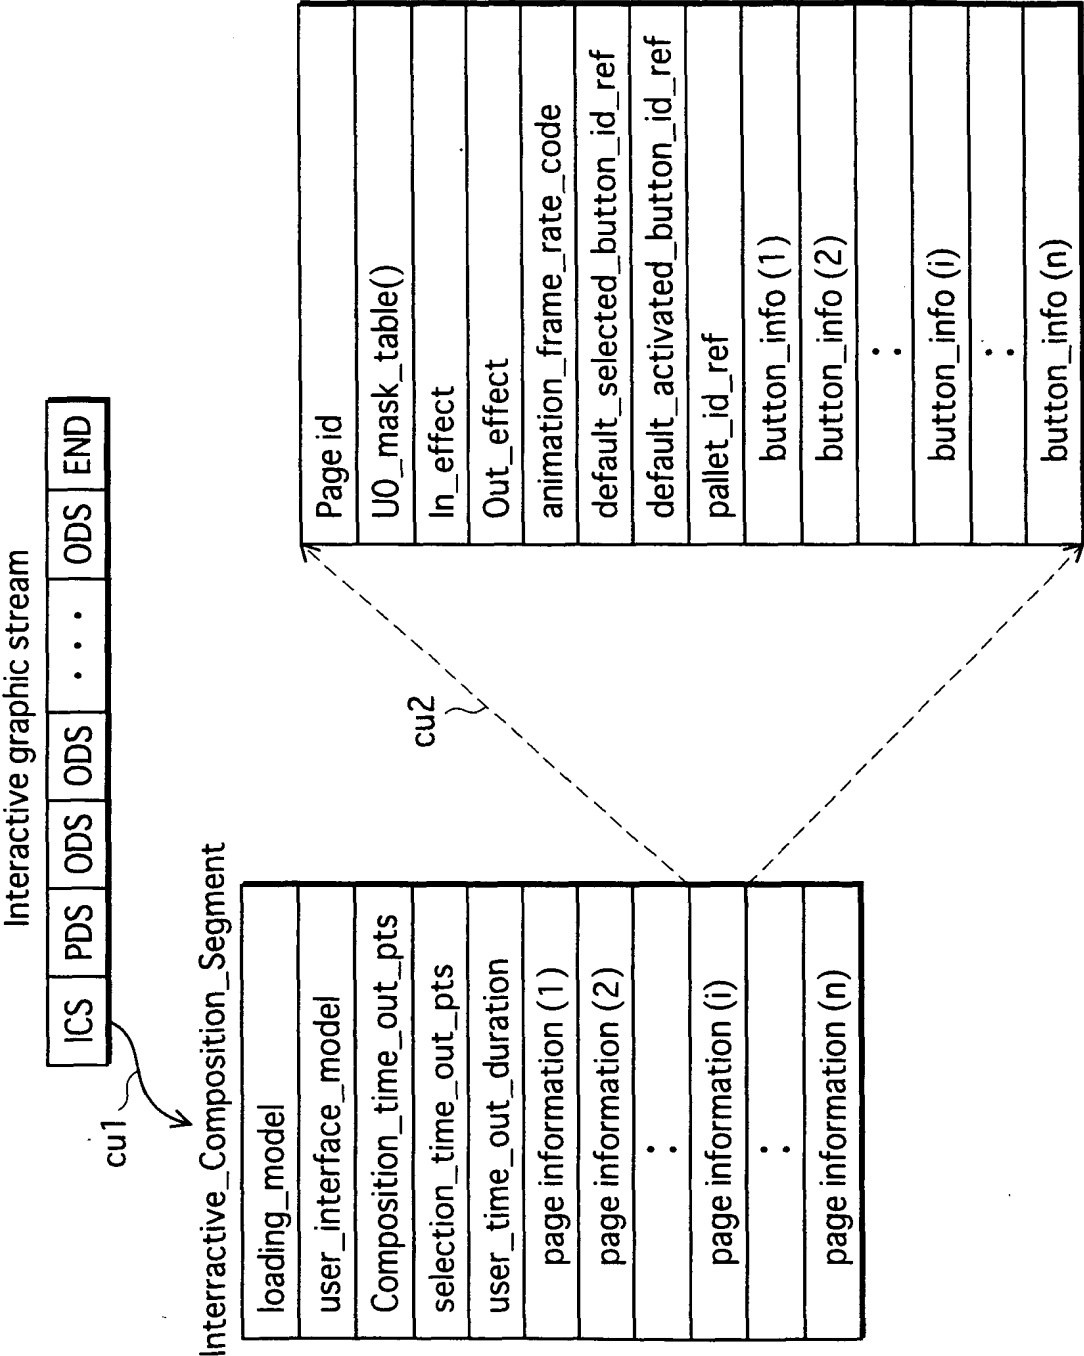 Interactive graphic stream
ICS PDS ODS ODS . . . ODS END
cu1
Interractive_Composition_Segment
loading_model
user_interface_model
Composition_time_out_pts
selection_time_out_pts
user_time_out_duration
page information (1)
page information (2)
: 
page information (i)
: 
page information (n)
cu2
Page id
UO_mask_table()
In_effect
Out_effect
animation_frame_rate_code
default_selected_button_id_ref
default_activated_button_id_ref
pallet_id_ref
button_info (1)
button_info (2)
: 
button_info (i)
: 
button_info (n)